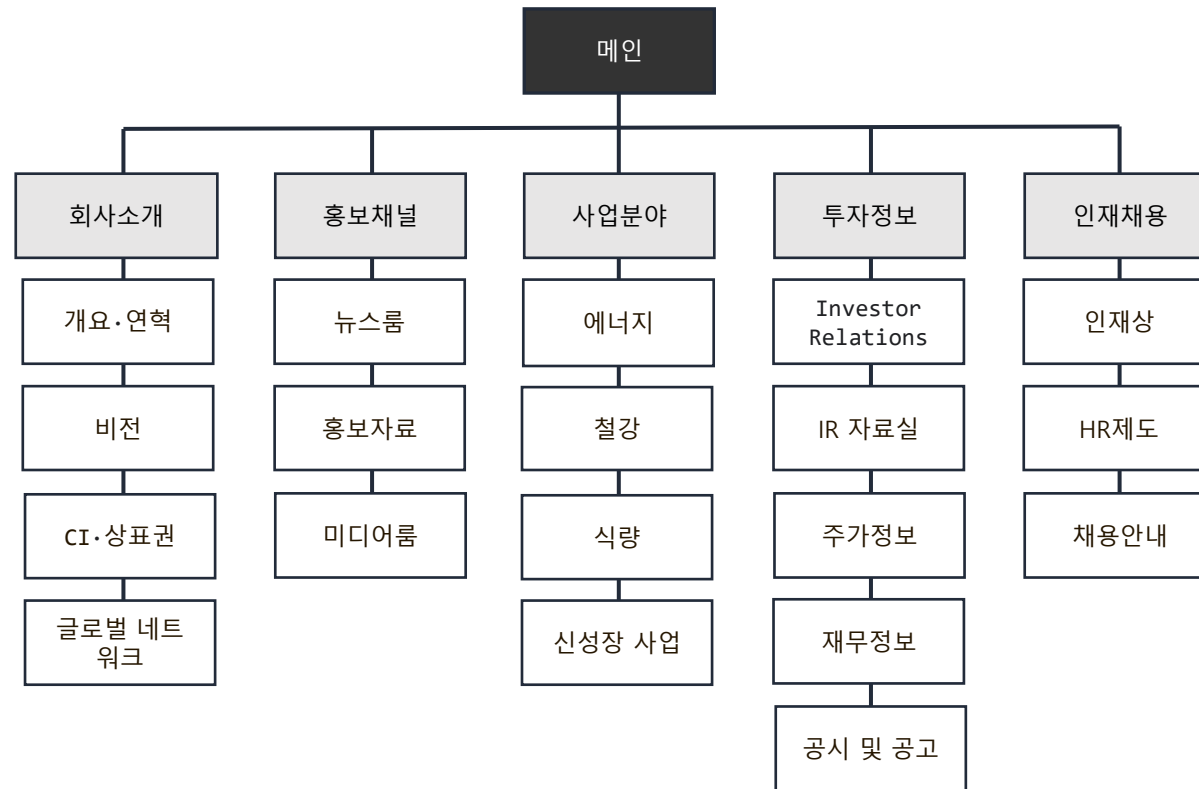 메인
회사소개
개요·연혁
비전
CI·상표권
글로벌 네트
워크
홍보채널
뉴스룸
홍보자료
미디어룸
사업분야
에너지
철강
식량
신성장 사업
투자정보
Investor
Relations
IR 자료실
주가정보
재무정보
공시 및 공고
인재채용
인재상
HR제도
채용안내